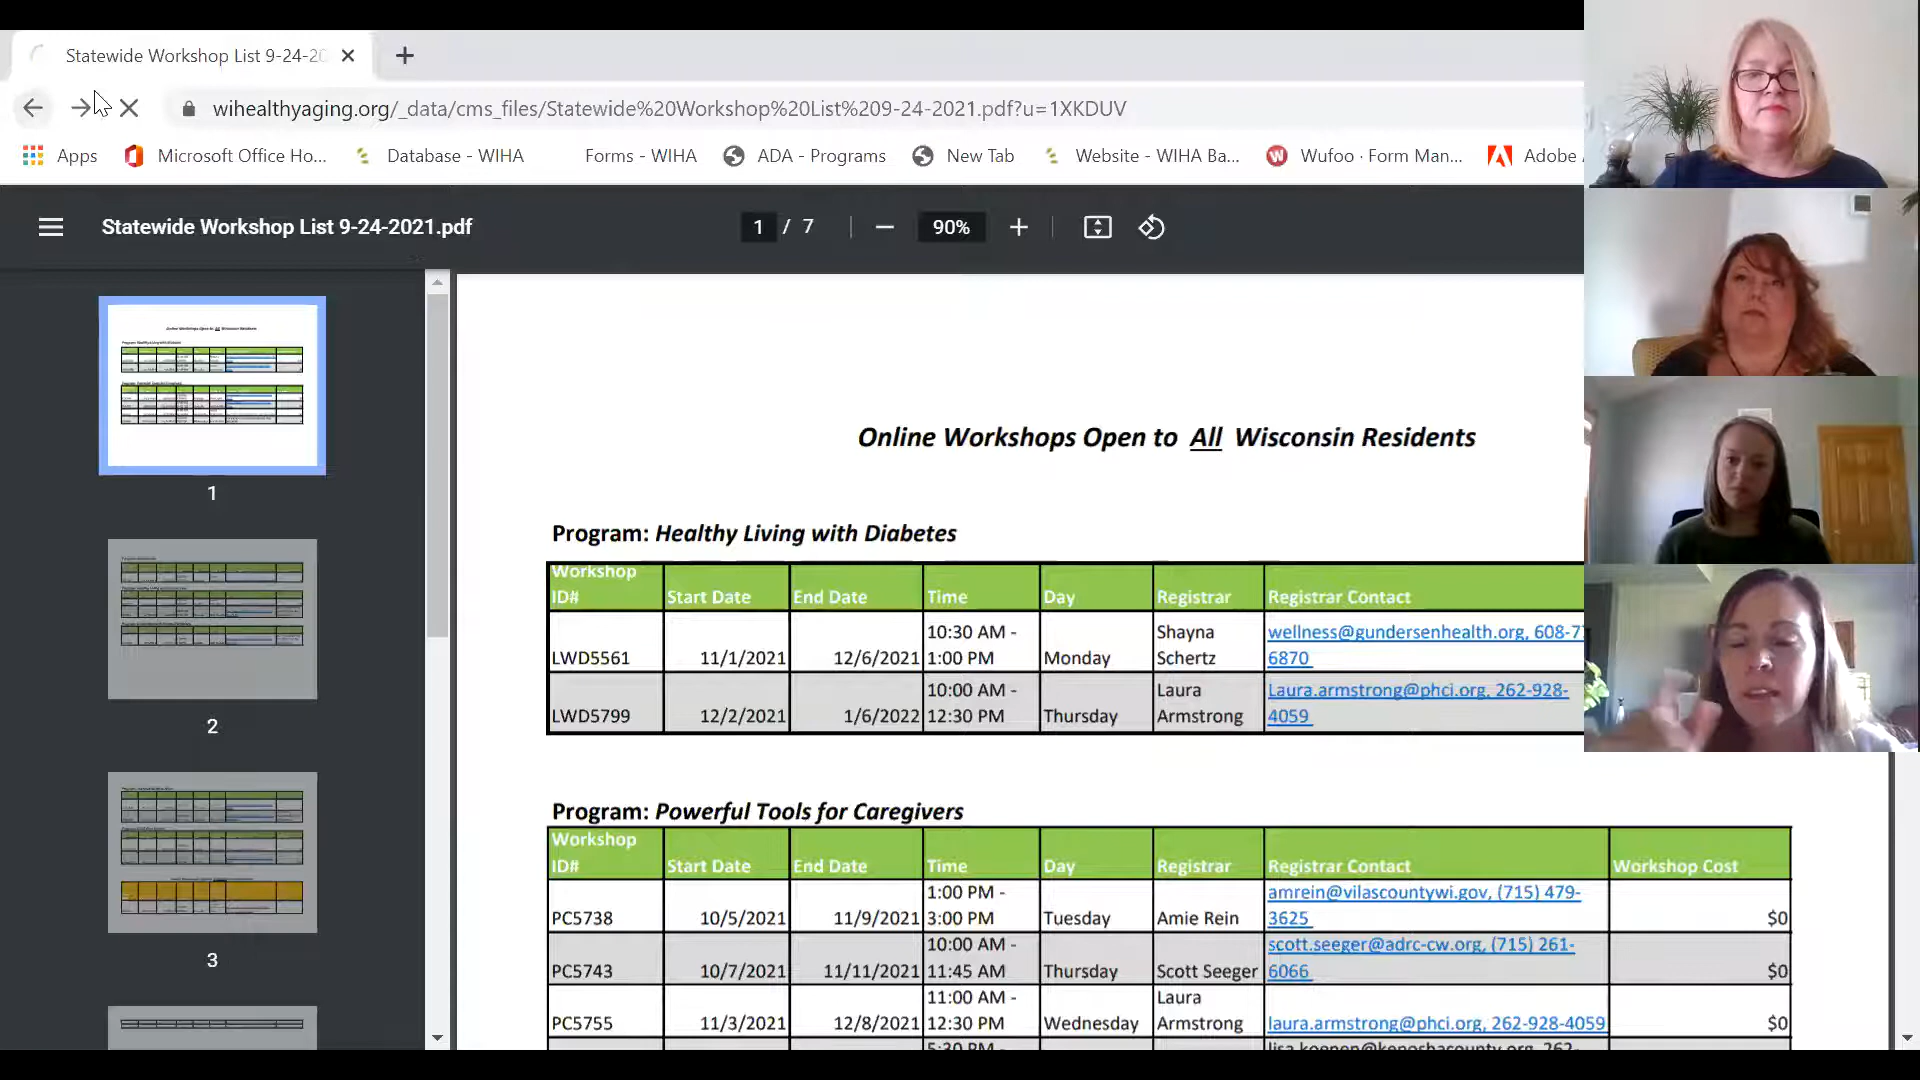 Statewide Workshop List 9-24-20
wihealthyaging.org/_data/cms_files/Statewide%20Workshop%20List%209-24-2021.pdf?u=1XKDUV
Apps Microsoft Office Ho... Database - WIHA Forms - WIHA ADA - Programs New Tab Website - WIHA Ba... Wufoo · Form Man... Adobe
Statewide Workshop List 9-24-2021.pdf 1 / 7 90%
1
2
3
Online Workshops Open to All Wisconsin Residents
Program: Healthy Living with Diabetes
Workshop
ID# Start Date End Date Time Day Registrar Registrar Contact
10:30 AM - Shayna wellness@gundersenhealth.org, 608-77
LWD5561 11/1/2021 12/6/2021 1:00 PM Monday Schertz 6870
10:00 AM - Laura Laura.armstrong@phci.org, 262-928-
LWD5799 12/2/2021 1/6/2022 12:30 PM Thursday Armstrong 4059
Program: Powerful Tools for Caregivers
Workshop
ID# Start Date End Date Time Day Registrar Registrar Contact Workshop Cost
1:00 PM - amrein@vilascountywi.gov, (715) 479-
PC5738 10/5/2021 11/9/2021 3:00 PM Tuesday Amie Rein 3625 $0
10:00 AM - scott.seeger@adrc-cw.org, (715) 261-
PC5743 10/7/2021 11/11/2021 11:45 AM Thursday Scott Seeger 6066 $0
11:00 AM - Laura
PC5755 11/3/2021 12/8/2021 12:30 PM Wednesday Armstrong laura.armstrong@phci.org, 262-928-4059 $0
5:30 PM - lisa.koenen@kenoshacounty.org, 262-